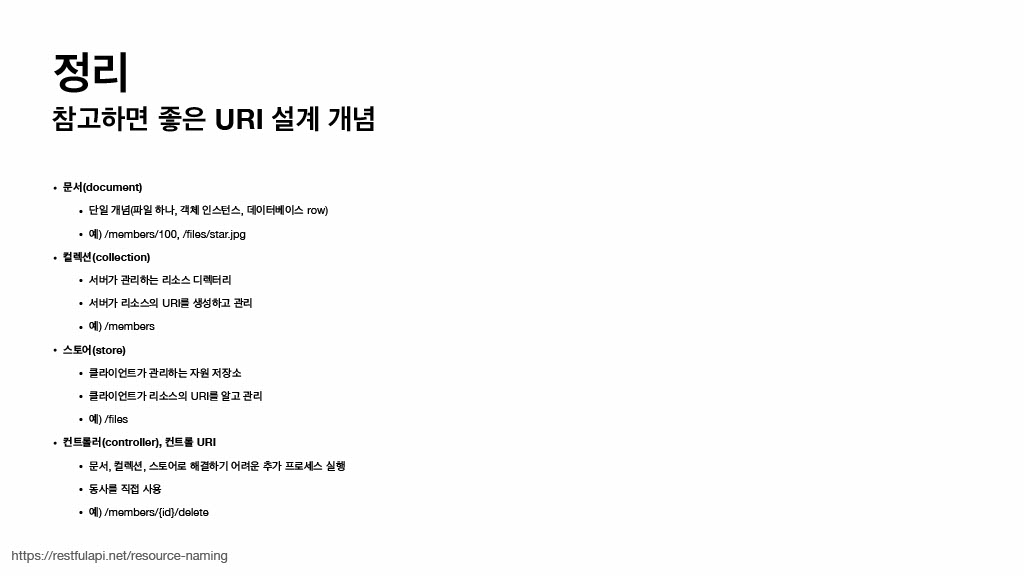 정리
참고하면 좋은 URI 설계 개념
• 문서(document)
• 단일 개념(파일 하나, 객체 인스턴스, 데이터베이스 row)
• 예) /members/100, /files/star.jpg
• 컬렉션(collection)
• 서버가 관리하는 리소스 디렉터리
• 서버가 리소스의 URI를 생성하고 관리
• 예) /members
• 스토어(store)
• 클라이언트가 관리하는 자원 저장소
• 클라이언트가 리소스의 URI를 알고 관리
• 예) /files
• 컨트롤러(controller), 컨트롤 URI
• 문서, 컬렉션, 스토어로 해결하기 어려운 추가 프로세스 실행
• 동사를 직접 사용
• 예) /members/{id}/delete
https://restfulapi.net/resource-naming